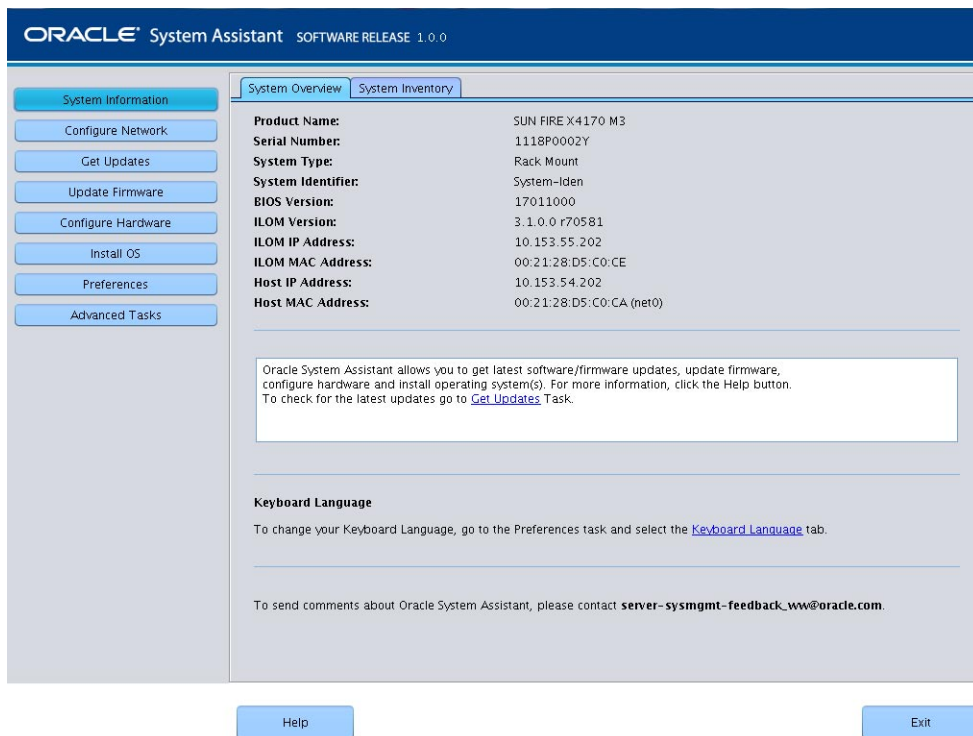 ORACLE System Assistant SOFTWARE RELEASE 1.0.0
System Information
Configure Network
Get Updates
Update Firmware
Configure Hardware
Install OS
Preferences
Advanced Tasks
System Overview
System Inventory
Product Name: SUN FIRE X4170 M3
Serial Number: 1118P0002Y
System Type: Rack Mount
System Identifier: System-Iden
BIOS Version: 17011000
ILOM Version: 3.1.0.0 r70581
ILOM IP Address: 10.153.55.202
ILOM MAC Address: 00:21:28:D5:C0:CE
Host IP Address: 10.153.54.202
Host MAC Address: 00:21:28:D5:C0:CA (net0)
Oracle System Assistant allows you to get latest software/firmware updates, update firmware,
configure hardware and install operating system(s). For more information, click the Help button.
To check for the latest updates go to Get Updates Task.
Keyboard Language
To change your Keyboard Language, go to the Preferences task and select the Keyboard Language tab.
To send comments about Oracle System Assistant, please contact server-sysmgmt-feedback_ww@oracle.com.
Help
Exit